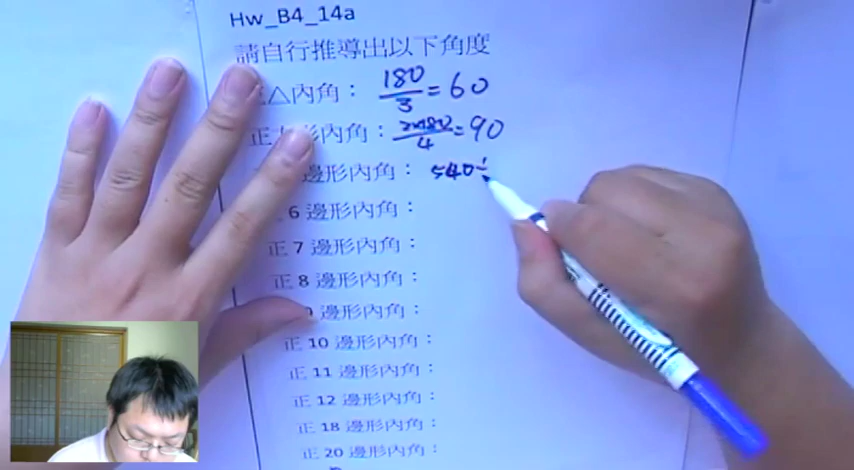 Hw_B4_14a
請自行推導出以下角度
正△內角： 180/3 = 60
形內角： /4 = 90
邊形內角： 540÷
正 6 邊形內角：
正 7 邊形內角：
正 8 邊形內角：
邊形內角：
正 10 邊形內角：
正 11 邊形內角：
正 12 邊形內角：
正 18 邊形內角：
正 20 邊形內角：